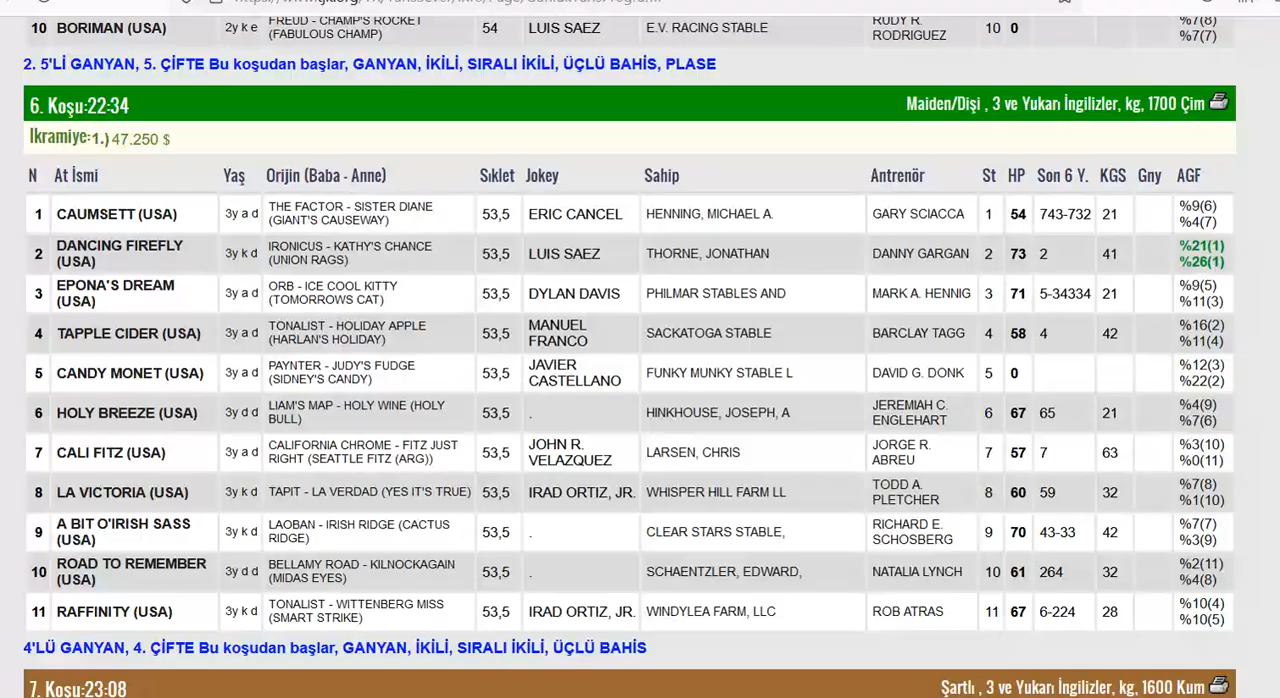 10 BORIMAN (USA) 2y k e FREUD - CHAMP'S ROCKET (FABULOUS CHAMP) 54 LUIS SAEZ E.V. RACING STABLE RUDY R. RODRIGUEZ 10 0 %7(8) %7(7)
2. 5'Lİ GANYAN, 5. ÇİFTE Bu koşudan başlar, GANYAN, İKİLİ, SIRALI İKİLİ, ÜÇLÜ BAHİS, PLASE
6. Koşu:22:34 Maiden/Dişi , 3 ve Yukarı İngilizler, kg, 1700 Çim
İkramiye:1.) 47.250 $
N At İsmi Yaş Orijin (Baba - Anne) Sıklet Jokey Sahip Antrenör St HP Son 6 Y. KGS Gny AGF
1 CAUMSETT (USA) 3y a d THE FACTOR - SISTER DIANE (GIANT'S CAUSEWAY) 53,5 ERIC CANCEL HENNING, MICHAEL A. GARY SCIACCA 1 54 743-732 21 %9(6) %4(7)
2 DANCING FIREFLY (USA) 3y k d IRONICUS - KATHY'S CHANCE (UNION RAGS) 53,5 LUIS SAEZ THORNE, JONATHAN DANNY GARGAN 2 73 2 41 %21(1) %26(1)
3 EPONA'S DREAM (USA) 3y a d ORB - ICE COOL KITTY (TOMORROWS CAT) 53,5 DYLAN DAVIS PHILMAR STABLES AND MARK A. HENNIG 3 71 5-34334 21 %9(5) %11(3)
4 TAPPLE CIDER (USA) 3y a d TONALIST - HOLIDAY APPLE (HARLAN'S HOLIDAY) 53,5 MANUEL FRANCO SACKATOGA STABLE BARCLAY TAGG 4 58 4 42 %16(2) %11(4)
5 CANDY MONET (USA) 3y a d PAYNTER - JUDY'S FUDGE (SIDNEY'S CANDY) 53,5 JAVIER CASTELLANO FUNKY MUNKY STABLE L DAVID G. DONK 5 0 %12(3) %22(2)
6 HOLY BREEZE (USA) 3y d d LIAM'S MAP - HOLY WINE (HOLY BULL) 53,5 . HINKHOUSE, JOSEPH, A JEREMIAH C. ENGLEHART 6 67 65 21 %4(9) %7(6)
7 CALI FITZ (USA) 3y a d CALIFORNIA CHROME - FITZ JUST RIGHT (SEATTLE FITZ (ARG)) 53,5 JOHN R. VELAZQUEZ LARSEN, CHRIS JORGE R. ABREU 7 57 7 63 %3(10) %0(11)
8 LA VICTORIA (USA) 3y k d TAPIT - LA VERDAD (YES IT'S TRUE) 53,5 IRAD ORTIZ, JR. WHISPER HILL FARM LL TODD A. PLETCHER 8 60 59 32 %7(8) %1(10)
9 A BIT O'IRISH SASS (USA) 3y k d LAOBAN - IRISH RIDGE (CACTUS RIDGE) 53,5 . CLEAR STARS STABLE, RICHARD E. SCHOSBERG 9 70 43-33 42 %7(7) %3(9)
10 ROAD TO REMEMBER (USA) 3y d d BELLAMY ROAD - KILNOCKAGAIN (MIDAS EYES) 53,5 . SCHAENTZLER, EDWARD, NATALIA LYNCH 10 61 264 32 %2(11) %4(8)
11 RAFFINITY (USA) 3y k d TONALIST - WITTENBERG MISS (SMART STRIKE) 53,5 IRAD ORTIZ, JR. WINDYLEA FARM, LLC ROB ATRAS 11 67 6-224 28 %10(4) %10(5)
4'LÜ GANYAN, 4. ÇİFTE Bu koşudan başlar, GANYAN, İKİLİ, SIRALI İKİLİ, ÜÇLÜ BAHİS
7. Koşu:23:08 Şartlı , 3 ve Yukarı İngilizler, kg, 1600 Kum